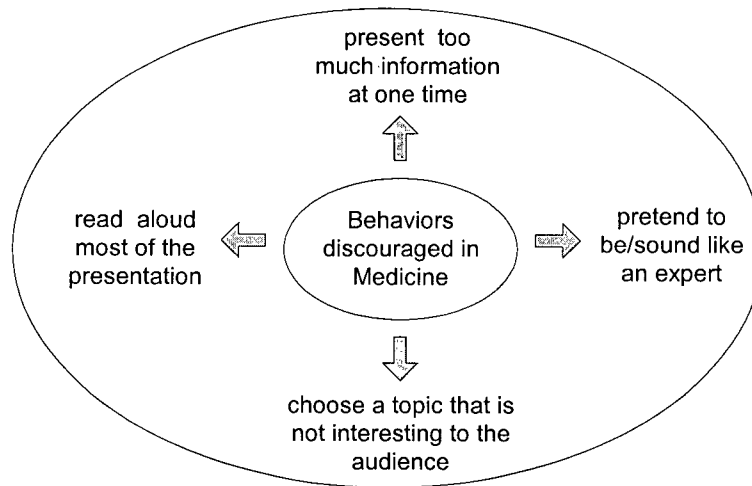 present too
much information
at one time
read aloud
most of the
presentation
Behaviors
discouraged in
Medicine
pretend to
be/sound like
an expert
choose a topic that is
not interesting to the
audience